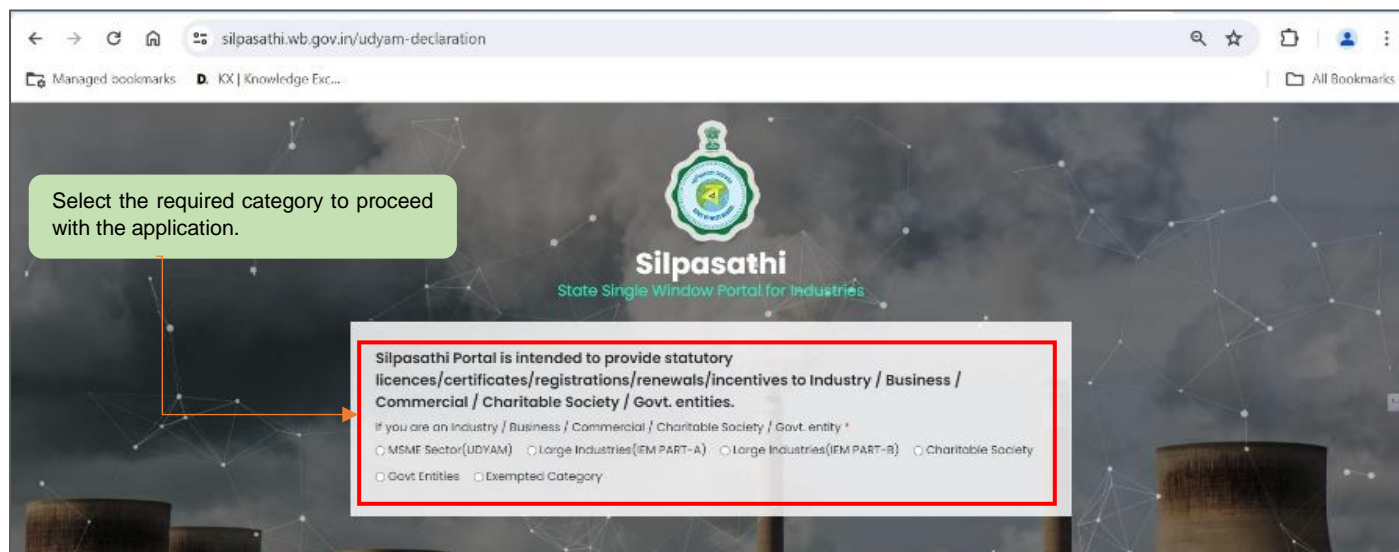 silpasathi.wb.gov.in/udyam-declaration
Managed bookmarks D. KX | Knowledge Exc... All Bookmarks
Select the required category to proceed
with the application.
Silpasathi
State Single Window Portal for Industries
Silpasathi Portal is intended to provide statutory
licences/certificates/registrations/renewals/incentives to Industry / Business /
Commercial / Charitable Society / Govt. entities.
If you are an Industry / Business / Commercial / Charitable Society / Govt. entity *
MSME Sector(UDYAM) Large Industries(IEM PART-A) Large Industries(IEM PART-B) Charitable Society
Govt Entities Exempted Category